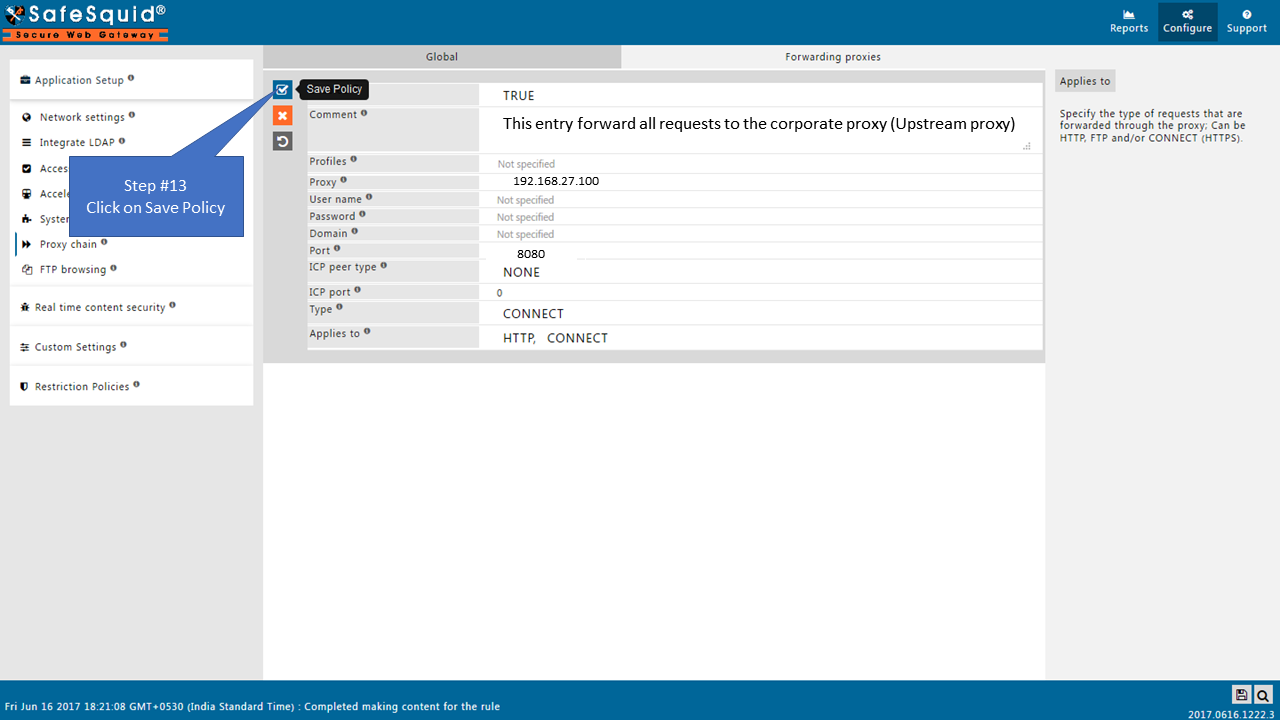 SafeSquid®
Secure Web Gateway
Reports
Configure
Support
Application Setup
Network settings
Integrate LDAP
Acces
Accele
System
Proxy chain
FTP browsing
Real time content security
Custom Settings
Restriction Policies
Step #13
Click on Save Policy
Global
Forwarding proxies
Save Policy
TRUE
Comment
This entry forward all requests to the corporate proxy (Upstream proxy)
Profiles
Not specified
Proxy
192.168.27.100
User name
Not specified
Password
Not specified
Domain
Not specified
Port
8080
ICP peer type
NONE
ICP port
0
Type
CONNECT
Applies to
HTTP, CONNECT
Applies to
Specify the type of requests that are
forwarded through the proxy; Can be
HTTP, FTP and/or CONNECT (HTTPS).
Fri Jun 16 2017 18:21:08 GMT+0530 (India Standard Time) : Completed making content for the rule
2017.0616.1222.3